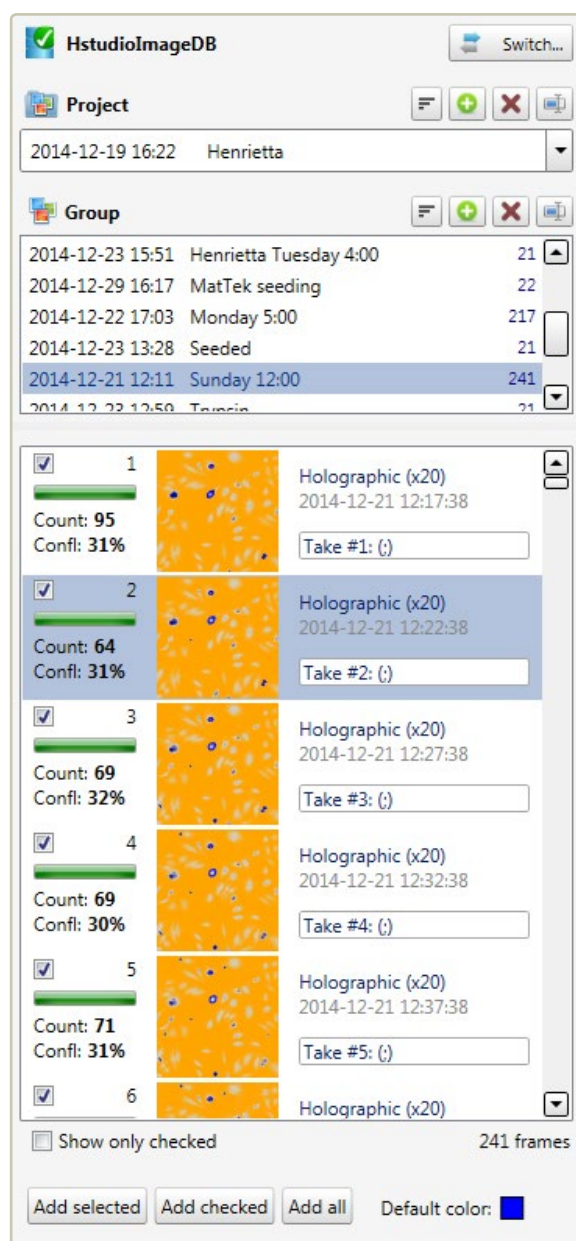 HstudioImageDB
Switch...
Project
2014-12-19 16:22 Henrietta
Group
2014-12-23 15:51 Henrietta Tuesday 4:00 21
2014-12-29 16:17 MatTek seeding 22
2014-12-22 17:03 Monday 5:00 217
2014-12-23 13:28 Seeded 21
2014-12-21 12:11 Sunday 12:00 241
2014-12-23 12:59 Trypsin 21
1
Holographic (x20)
2014-12-21 12:17:38
Count: 95
Confl: 31%
Take #1: (;)
2
Holographic (x20)
2014-12-21 12:22:38
Count: 64
Confl: 31%
Take #2: (;)
3
Holographic (x20)
2014-12-21 12:27:38
Count: 69
Confl: 32%
Take #3: (;)
4
Holographic (x20)
2014-12-21 12:32:38
Count: 69
Confl: 30%
Take #4: (;)
5
Holographic (x20)
2014-12-21 12:37:38
Count: 71
Confl: 31%
Take #5: (;)
6
Holographic (x20)
Show only checked 241 frames
Add selected Add checked Add all Default color: